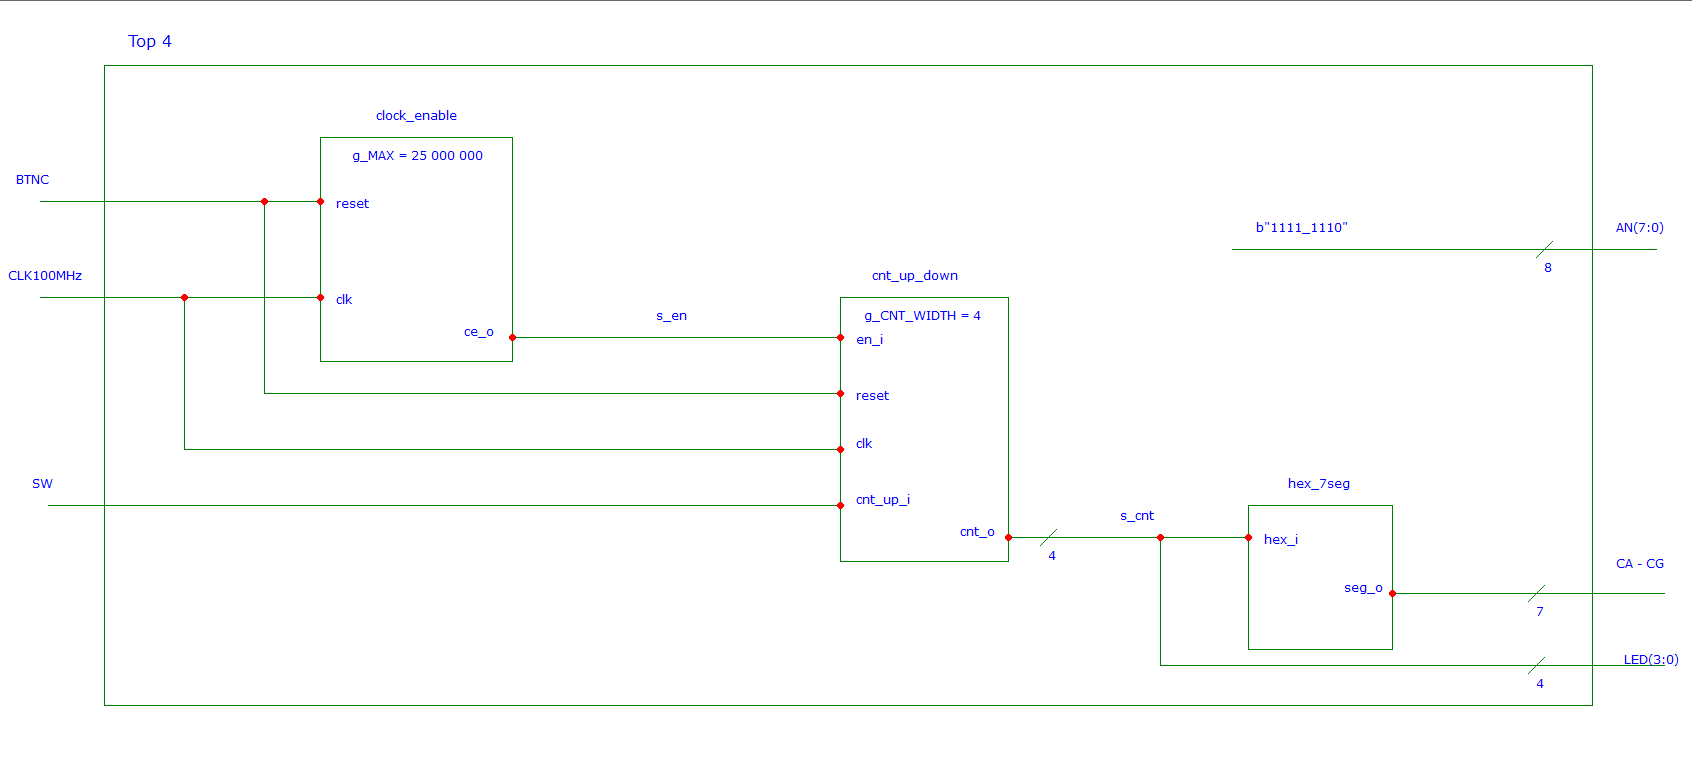 Top 4
clock_enable
g_MAX = 25 000 000
BTNC
reset
b"1111_1110"
AN(7:0)
8
CLK100MHz
clk
cnt_up_down
s_en
g_CNT_WIDTH = 4
ce_o
en_i
reset
clk
SW
cnt_up_i
hex_7seg
s_cnt
cnt_o
hex_i
4
CA - CG
seg_o
7
LED(3:0)
4